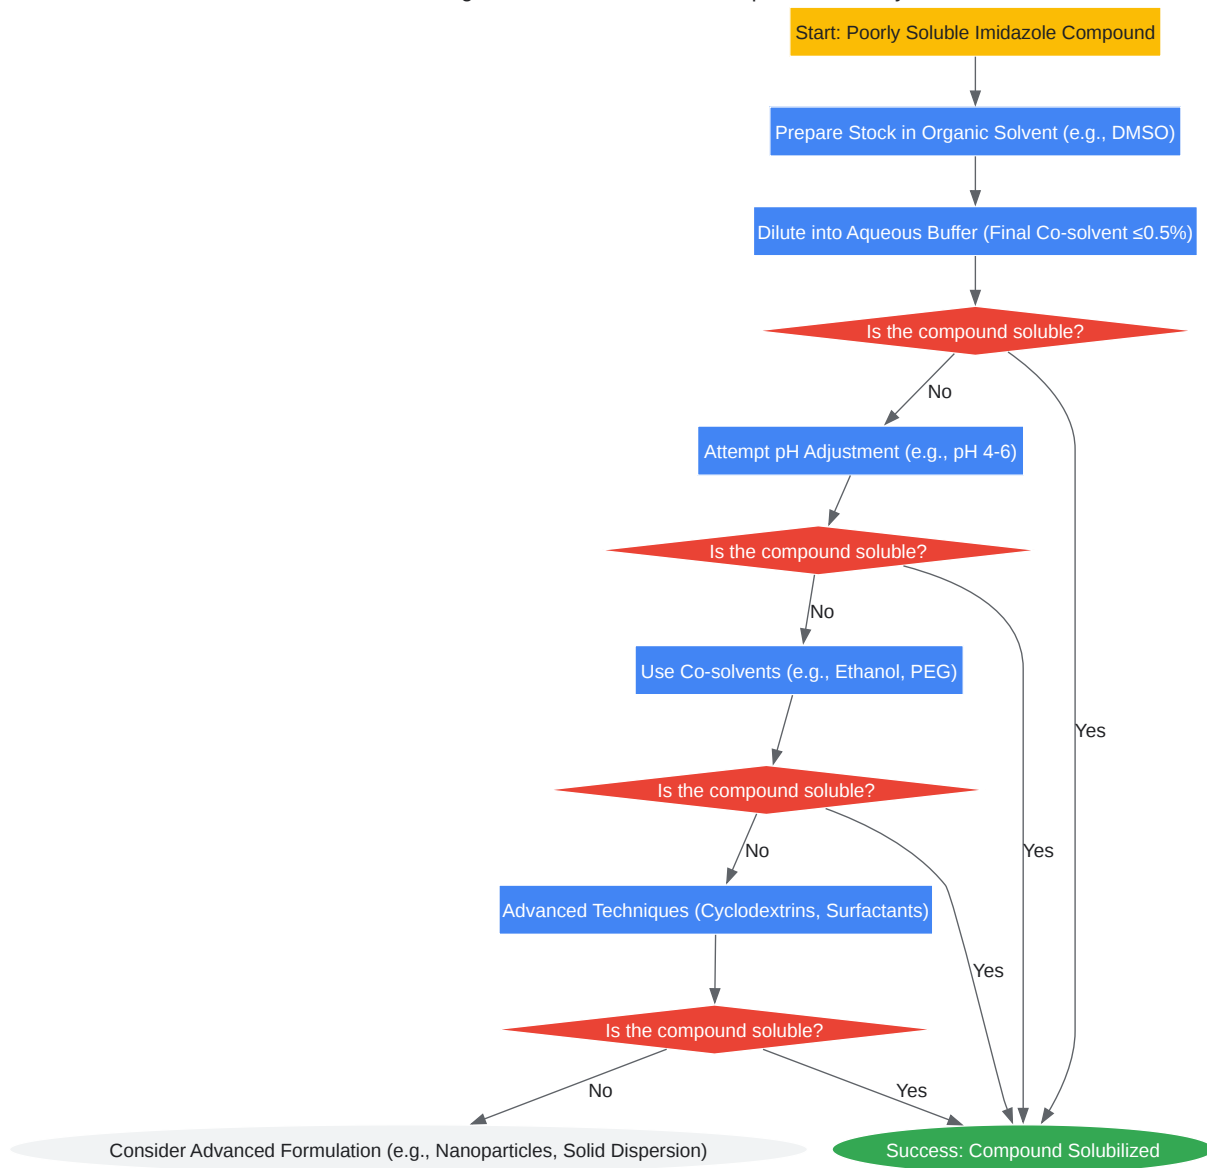 Start: Poorly Soluble Imidazole Compound
Prepare Stock in Organic Solvent (e.g., DMSO)
Dilute into Aqueous Buffer (Final Co-solvent ≤0.5%)
Is the compound soluble?
No
Attempt pH Adjustment (e.g., pH 4-6)
Is the compound soluble?
No
Use Co-solvents (e.g., Ethanol, PEG)
Yes
Is the compound soluble?
No
Yes
Advanced Techniques (Cyclodextrins, Surfactants)
Yes
Is the compound soluble?
No
Yes
Consider Advanced Formulation (e.g., Nanoparticles, Solid Dispersion)
Success: Compound Solubilized